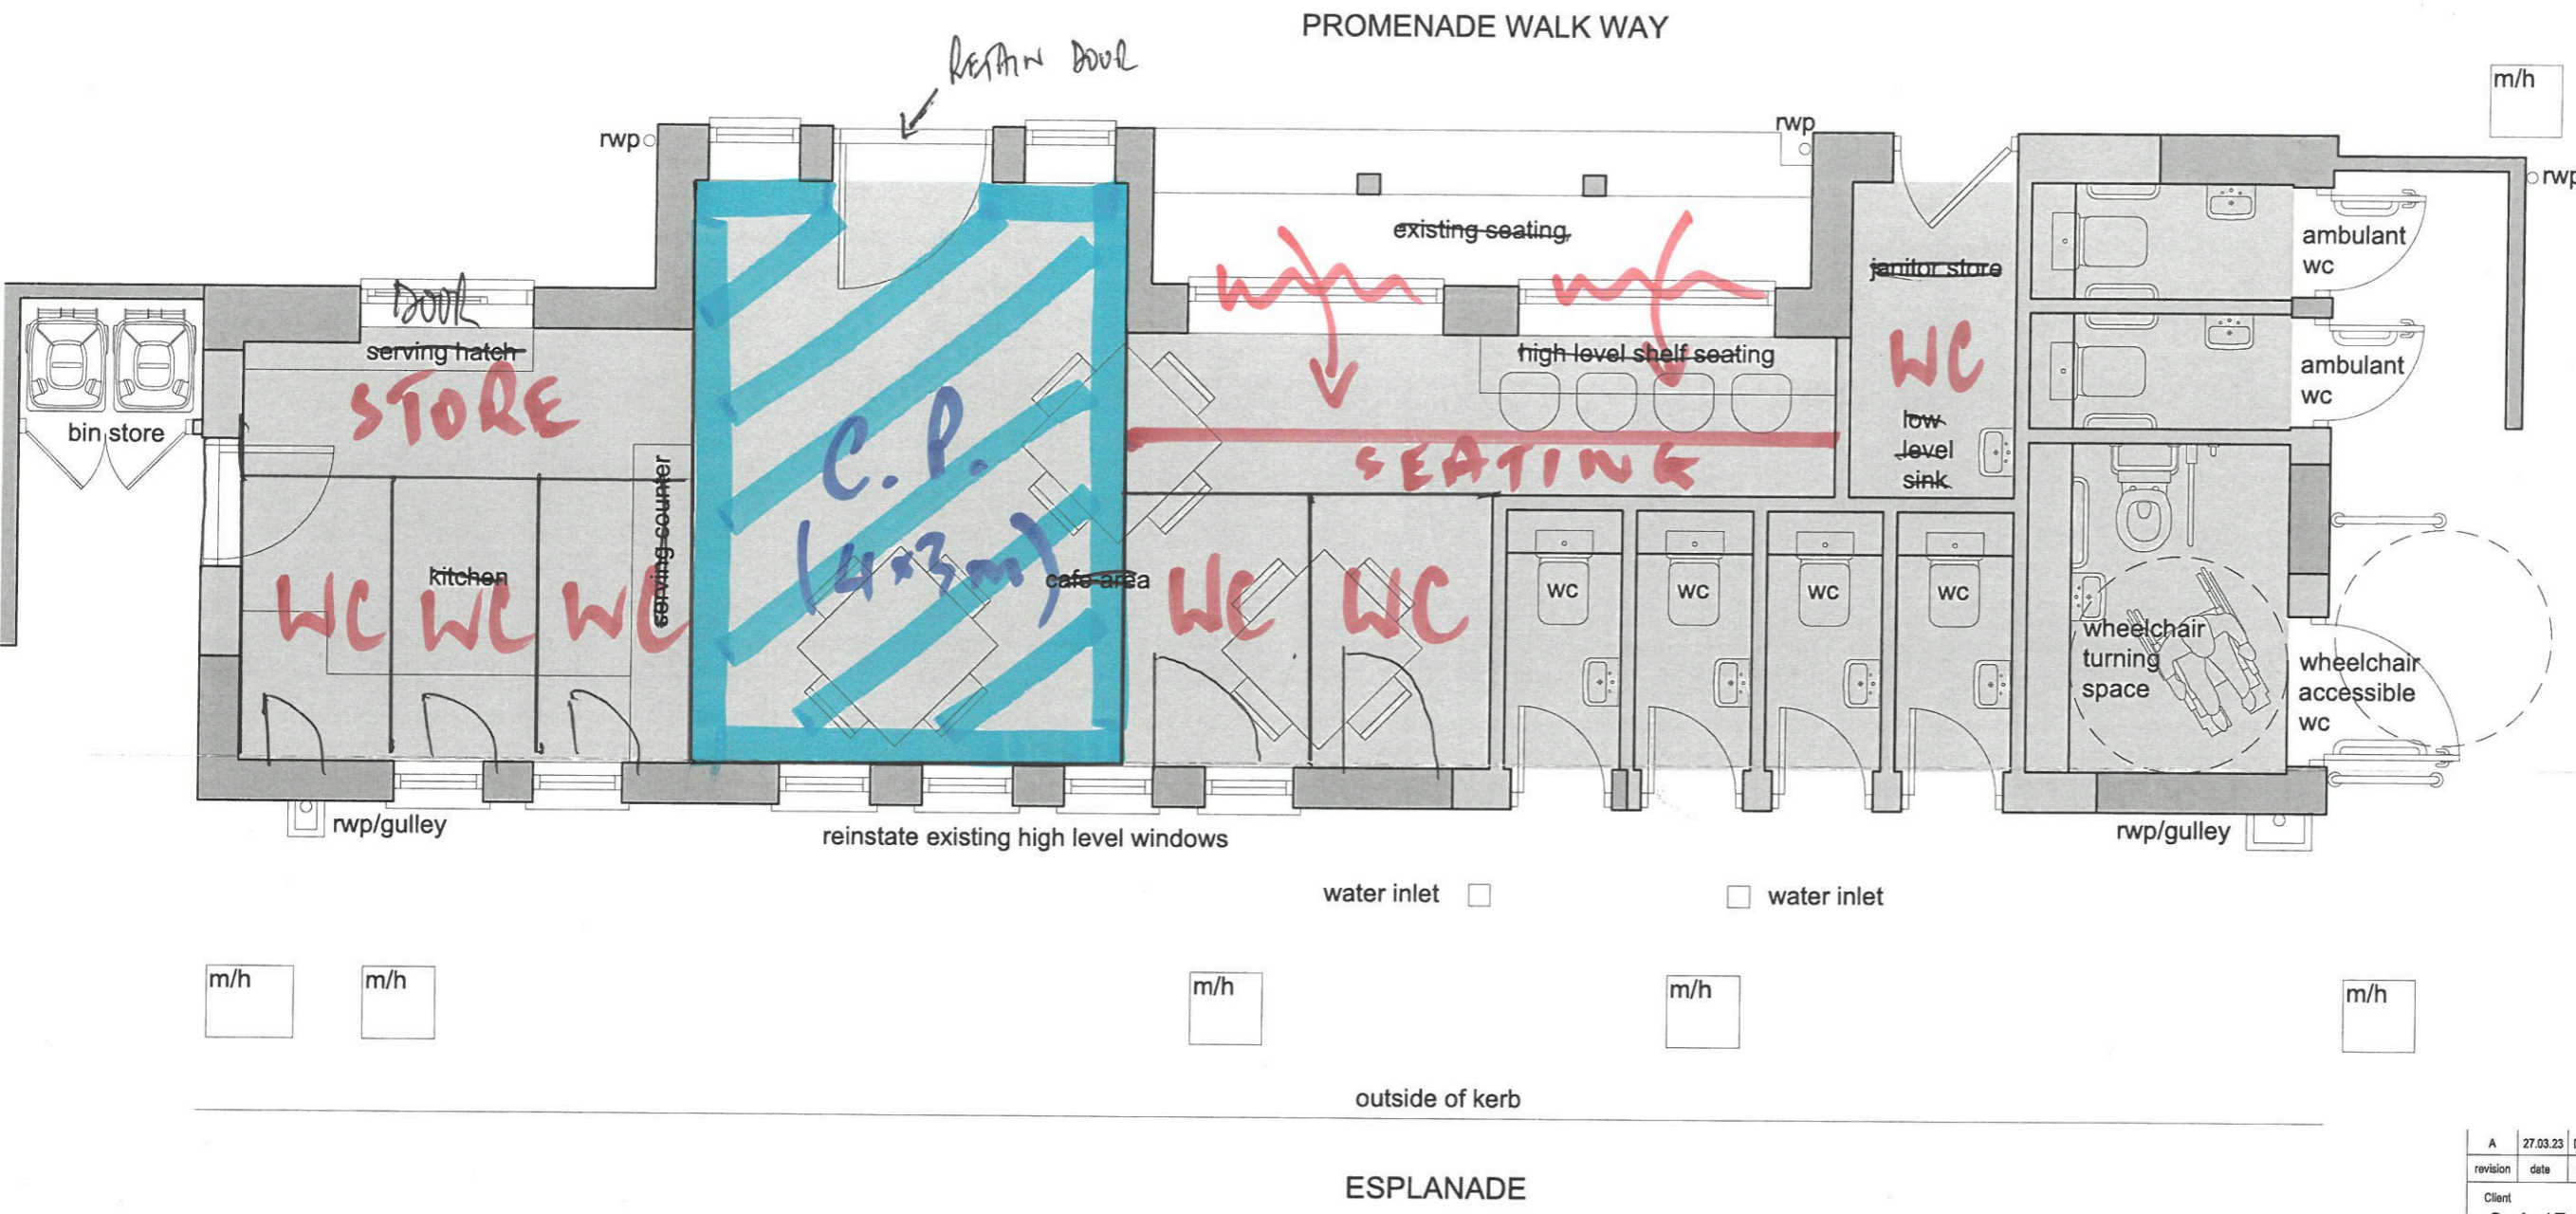 PROMENADE WALK WAY
RETAIN DOOR
m/h
rwp
rwp
rwp
existing seating,
ambulant
wc
janitor store
DOOR
serving hatch
high level shelf seating
STORE
WC
ambulant
wc
bin store
low
level
sink
C.P.
(4x3m)
SEATING
serving counter
kitchen
cafe area
WC
WC
WC
WC
WC
wc
wc
wc
wc
wheelchair
turning
space
wheelchair
accessible
wc
rwp/gulley
reinstate existing high level windows
rwp/gulley
water inlet
water inlet
m/h
m/h
m/h
m/h
m/h
outside of kerb
ESPLANADE
A 27.03.23
revision date
Client